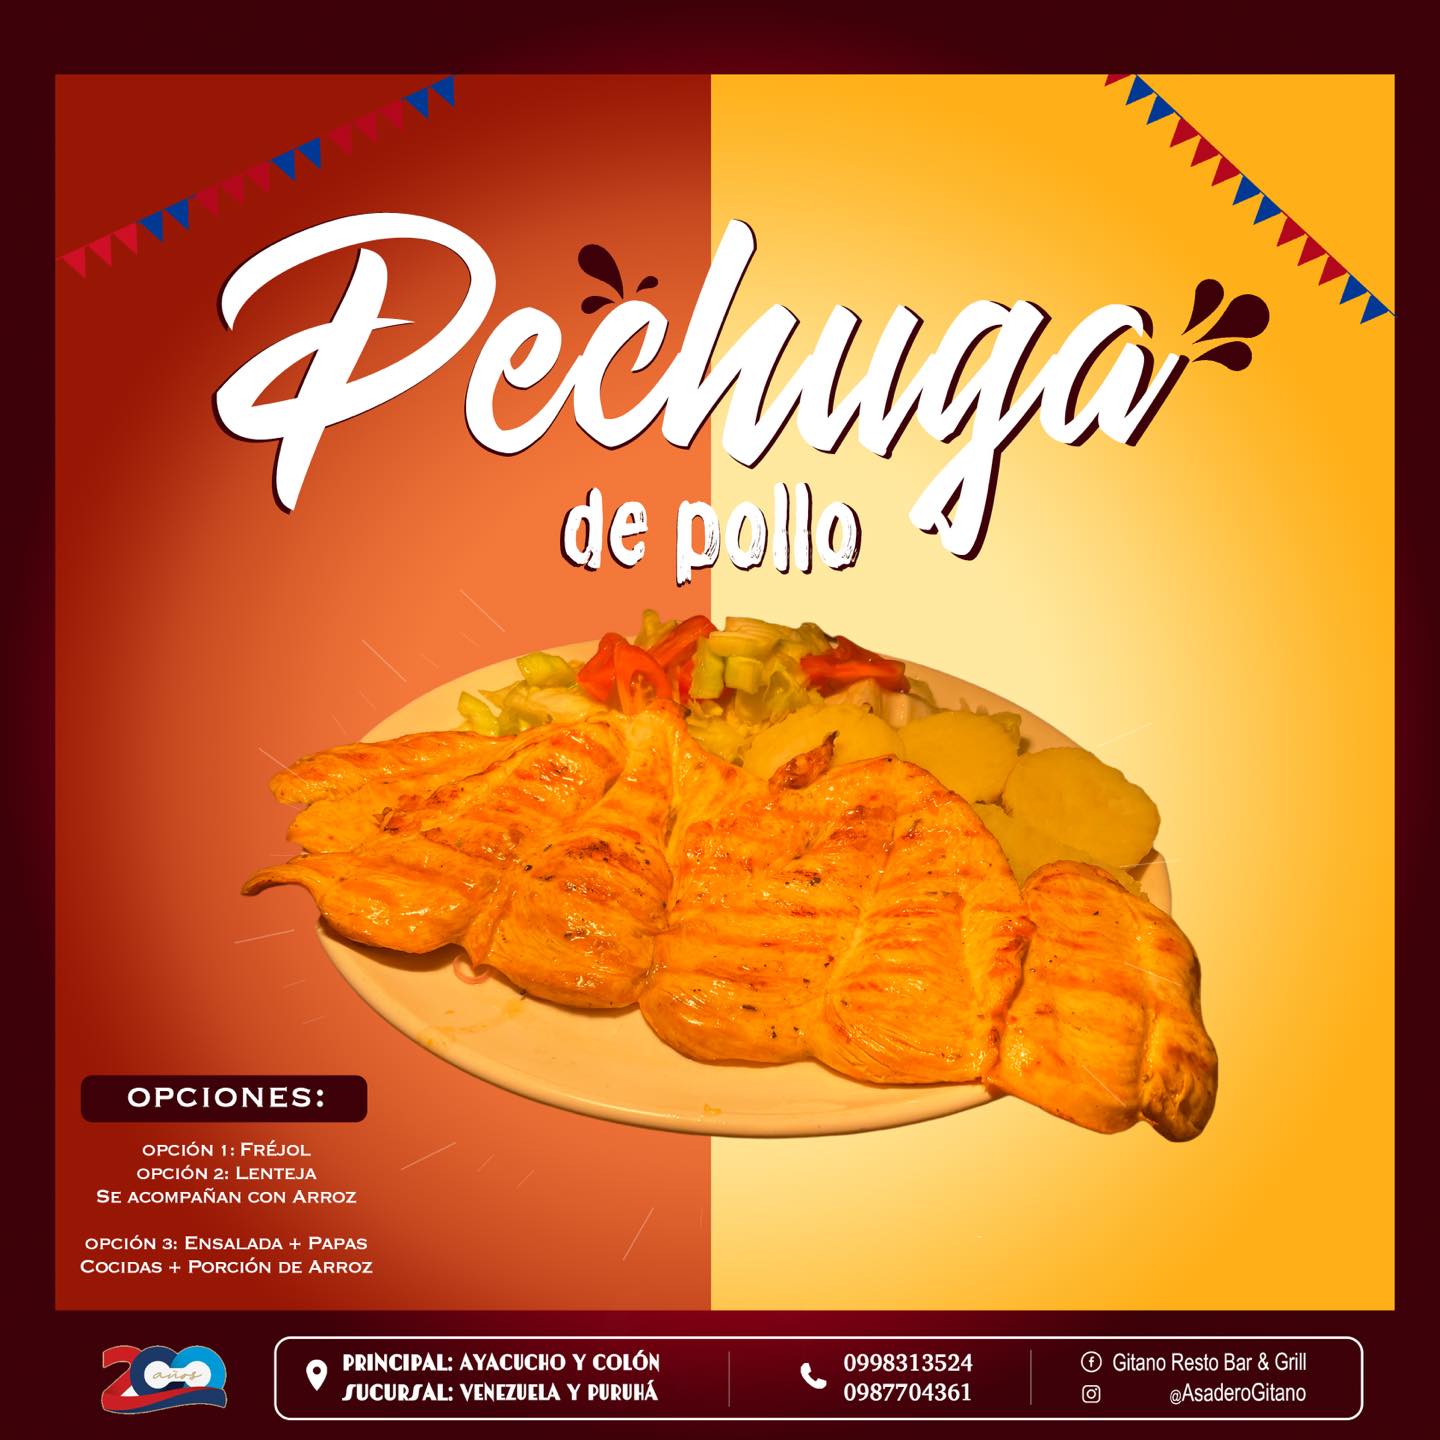 Pechuga
de pollo
OPCIONES:
OPCIÓN 1: FRÉJOL
OPCIÓN 2: LENTEJA
SE ACOMPAÑAN CON ARROZ
OPCIÓN 3: ENSALADA + PAPAS
COCIDAS + PORCIÓN DE ARROZ
200
años
PRINCIPAL: AYACUCHO Y COLÓN
SUCURSAL: VENEZUELA Y PURUHÁ
0998313524
0987704361
Gitano Resto Bar & Grill
@AsaderoGitano